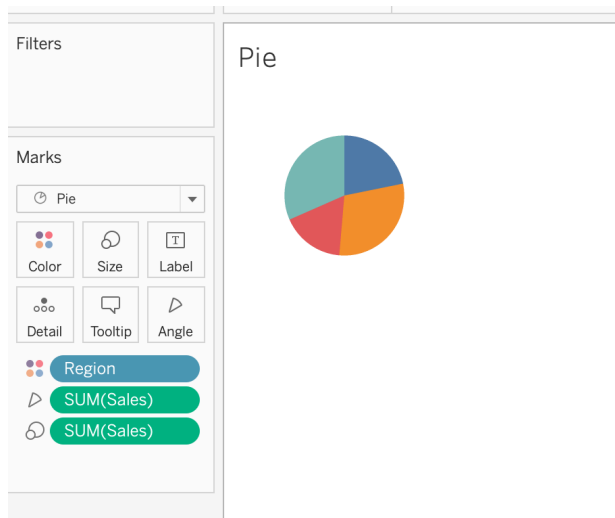 Filters
Pie
Marks
Pie
Color Size Label
T
Detail Tooltip Angle
Region
SUM(Sales)
SUM(Sales)